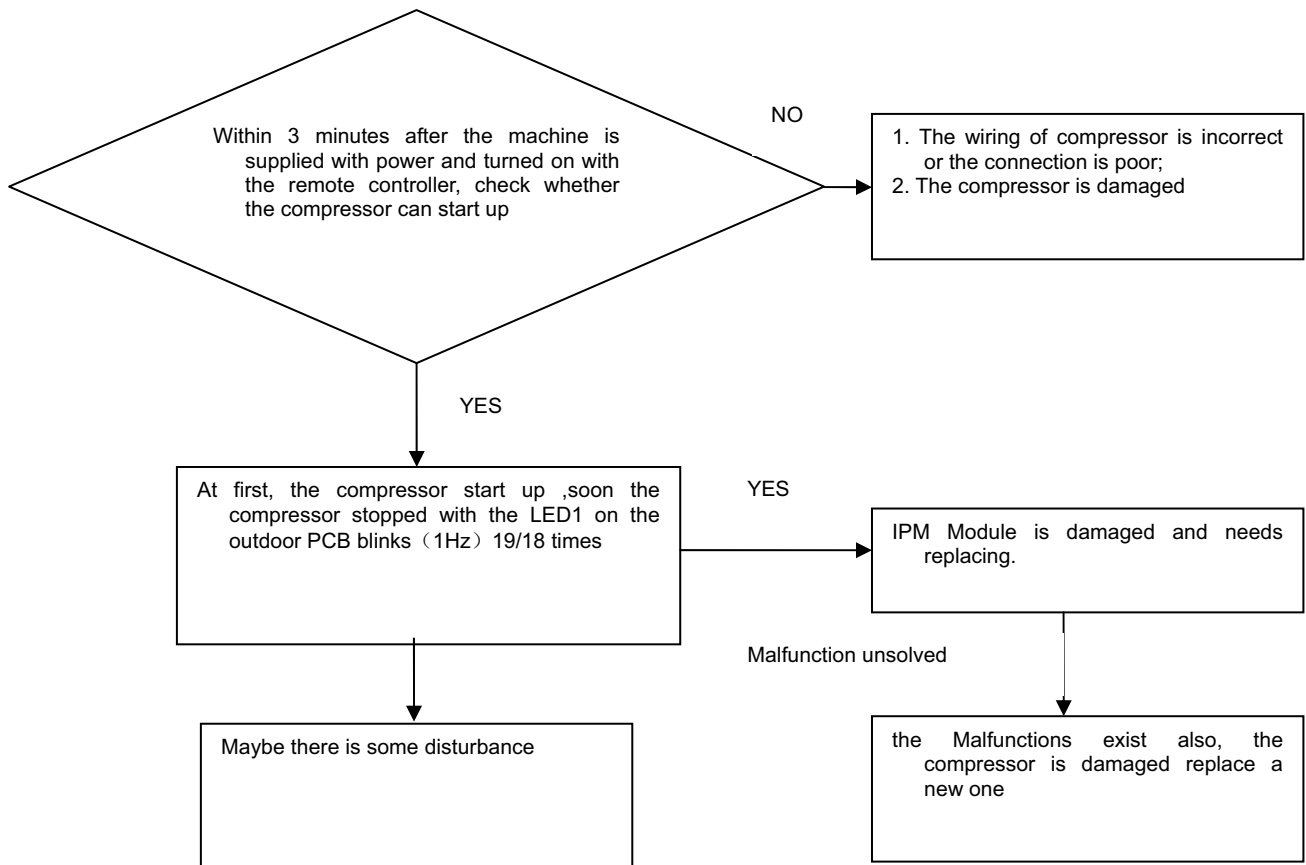 Within 3 minutes after the machine is
supplied with power and turned on with
the remote controller, check whether
the compressor can start up
NO
1. The wiring of compressor is incorrect
or the connection is poor;
2. The compressor is damaged
YES
At first, the compressor start up ,soon the
compressor stopped with the LED1 on the
outdoor PCB blinks（1Hz）19/18 times
YES
IPM Module is damaged and needs
replacing.
Malfunction unsolved
Maybe there is some disturbance
the Malfunctions exist also, the
compressor is damaged replace a
new one